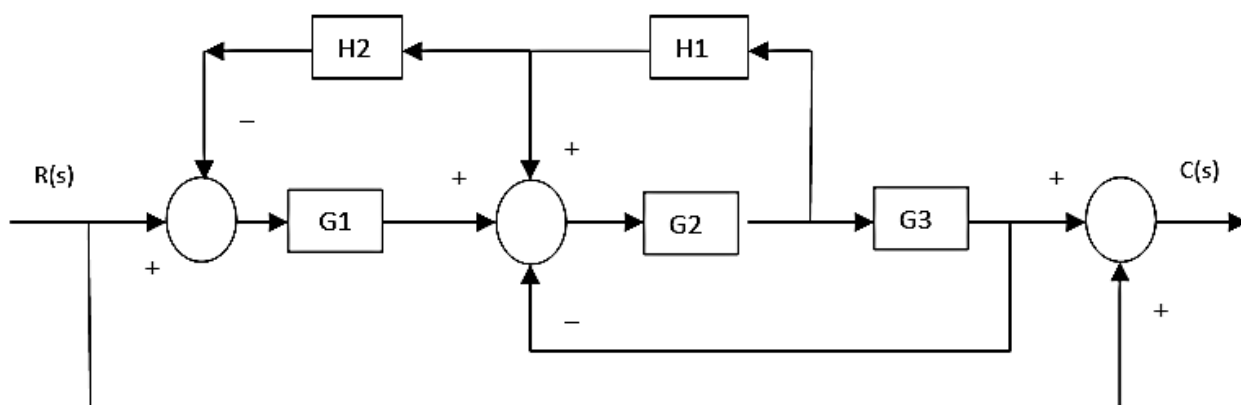 H2
H1
−
+
R(s)
+
+
C(s)
G1
G2
G3
+
−
+